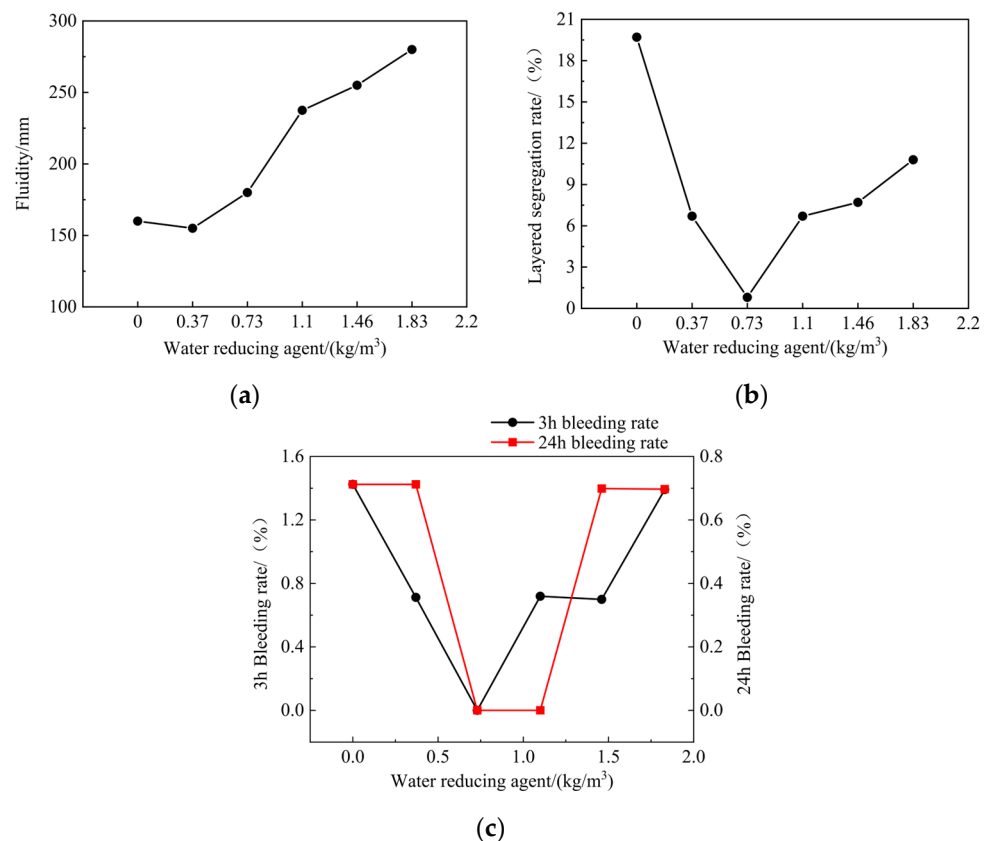 300
250
200
150
100
Fluidity/mm
0 0.37 0.73 1.1 1.46 1.83 2.2
Water reducing agent/(kg/m³)
(a)
21
18
15
12
9
6
3
0
Layered segregation rate/（%）
0 0.37 0.73 1.1 1.46 1.83 2.2
Water reducing agent/(kg/m³)
(b)
3h bleeding rate
24h bleeding rate
1.6
1.2
0.8
0.4
0.0
3h Bleeding rate/（%）
0.8
0.6
0.4
0.2
0.0
24h Bleeding rate/（%）
0.0 0.5 1.0 1.5 2.0
Water reducing agent/(kg/m³)
(c)